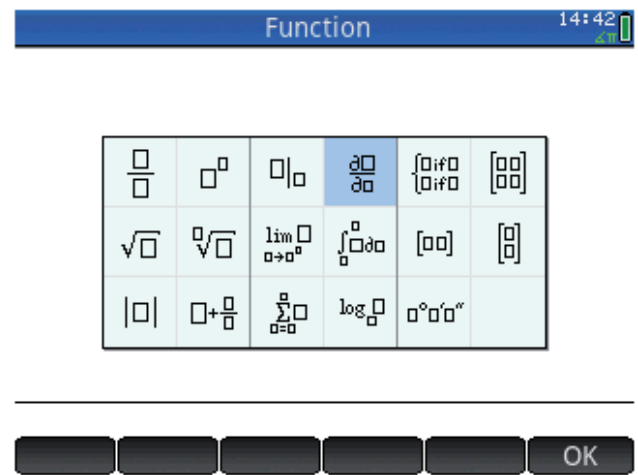 Function
14:42
∡π
□/□ □^□ □|□ ∂□/∂□ {□if□ □if□ [□□ □□]
√□ □√□ lim □ □→□^□ ∫□□∂□ [□□] [□ □]
|□| □+□/□ Σ□ □=□ □ log□□ □°□′□″
OK